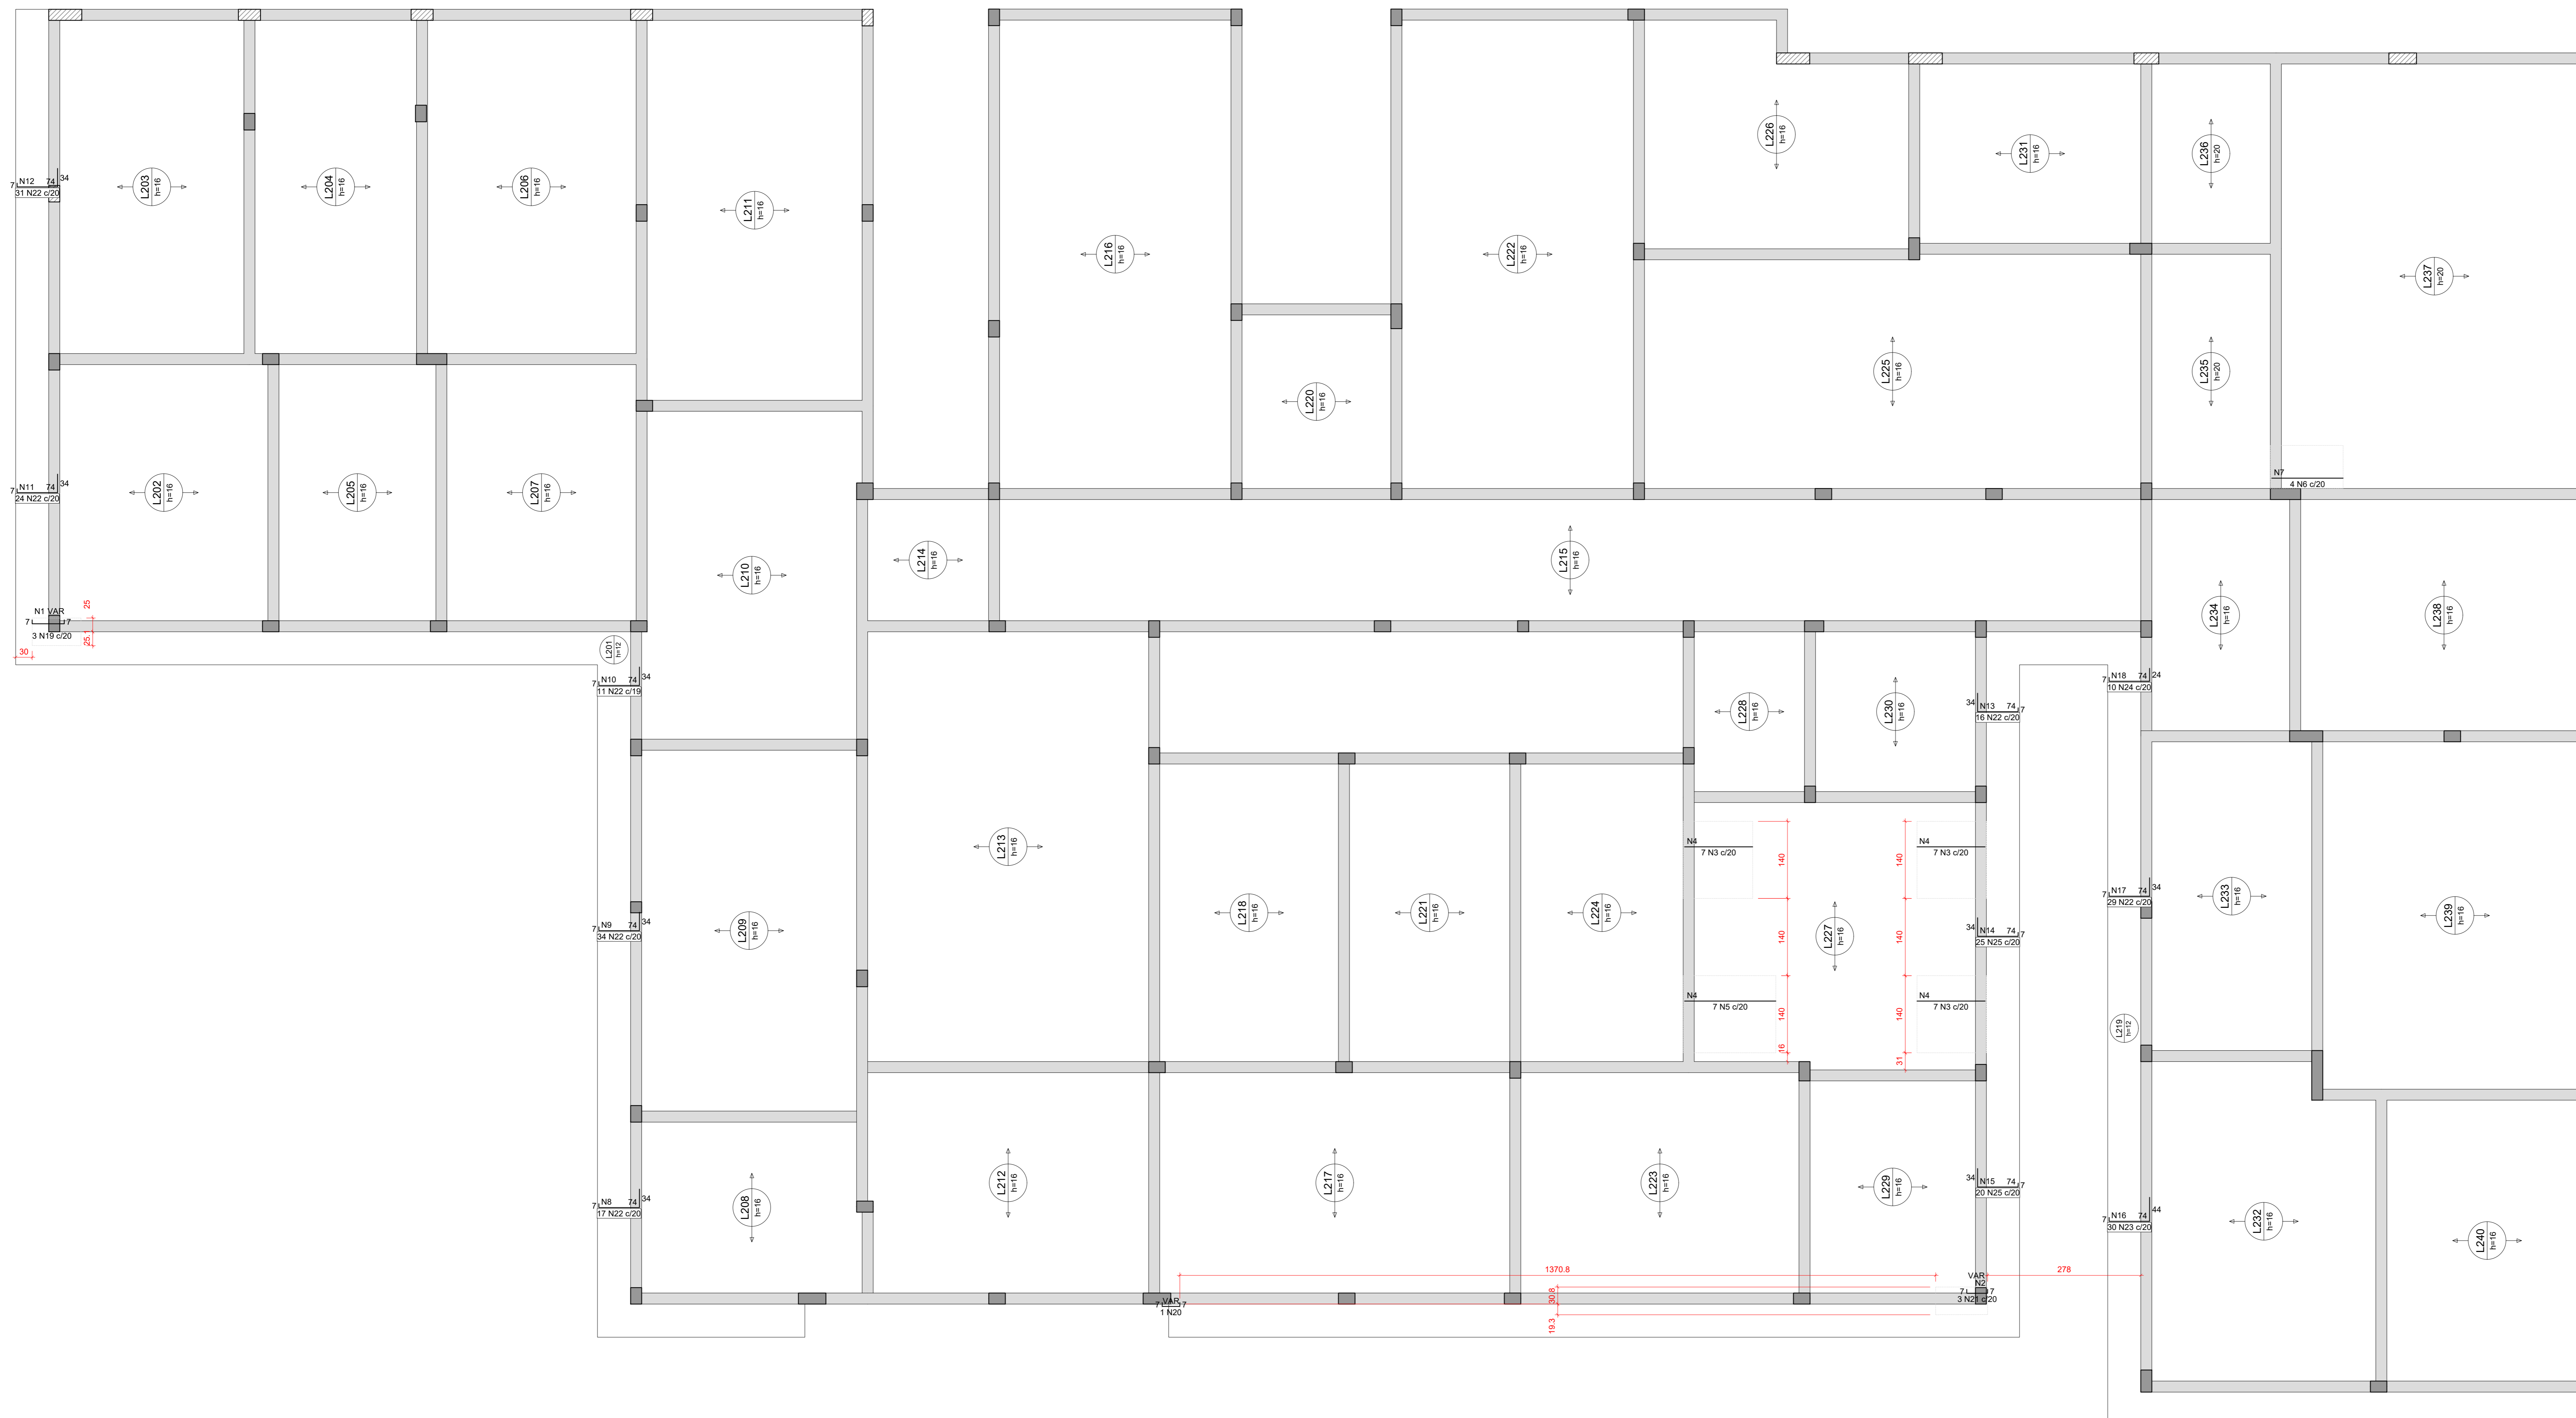 L226
h=16
L231
h=16
L236
h=20
N12 74 34
7
31 N22 c/20
L203
h=16
L204
h=16
L206
h=16
L211
h=16
L216
h=16
L222
h=16
L237
h=20
L225
h=16
L235
h=20
L220
h=16
N7
4 N6 c/20
N11 74 34
7
24 N22 c/20
L202
h=16
L205
h=16
L207
h=16
L210
h=16
L214
h=16
L215
h=16
L234
h=16
L238
h=16
N1 VAR
7 7
3 N19 c/20
25
25.1
30
L201
h=12
N10 74 34
7
11 N22 c/19
L228
h=16
L230
h=16
34 N13 74
7
16 N22 c/20
N18 74 24
7
10 N24 c/20
L213
h=16
N4
7 N3 c/20
140
140
N4
7 N3 c/20
L218
h=16
L221
h=16
L224
h=16
L227
h=16
140
140
34 N14 74
7
25 N25 c/20
N17 74 34
7
29 N22 c/20
L233
h=16
L239
h=16
N9 74 34
7
34 N22 c/20
L209
h=16
N4
7 N5 c/20
140
140
N4
7 N3 c/20
16
31
L219
h=12
N8 74 34
7
17 N22 c/20
L208
h=16
L212
h=16
L217
h=16
L223
h=16
L229
h=16
34 N15 74
7
20 N25 c/20
N16 74 44
7
30 N23 c/20
L232
h=16
L240
h=16
1370.8
278
VAR
N2
7 7
3 N21 c/20
30.8
19.3
VAR
7 7
1 N20